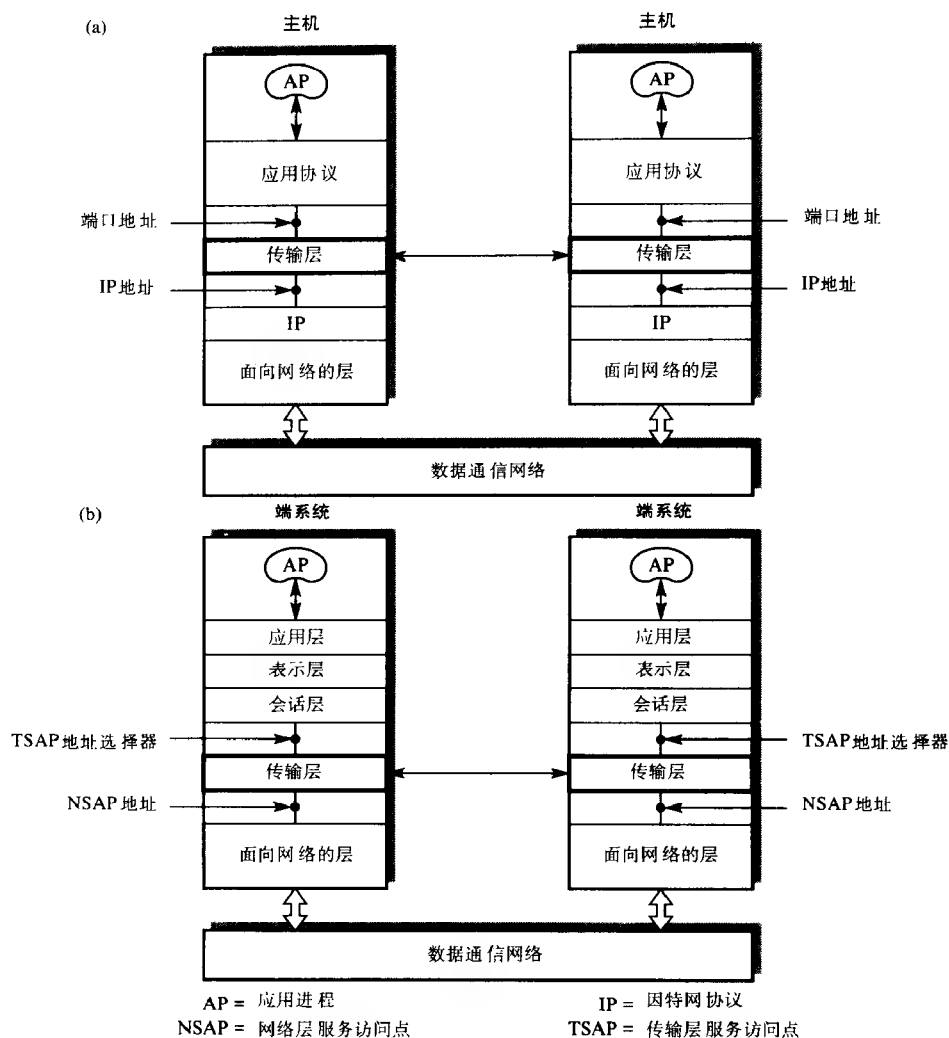 (a)
主机
主机
AP
AP
应用协议
应用协议
端口地址
端口地址
传输层
传输层
IP地址
IP地址
IP
IP
面向网络的层
面向网络的层
数据通信网络
(b)
端系统
端系统
AP
AP
应用层
应用层
表示层
表示层
会话层
会话层
TSAP地址选择器
TSAP地址选择器
传输层
传输层
NSAP地址
NSAP地址
面向网络的层
面向网络的层
数据通信网络
AP = 应用进程
IP = 因特网协议
NSAP = 网络层服务访问点
TSAP = 传输层服务访问点